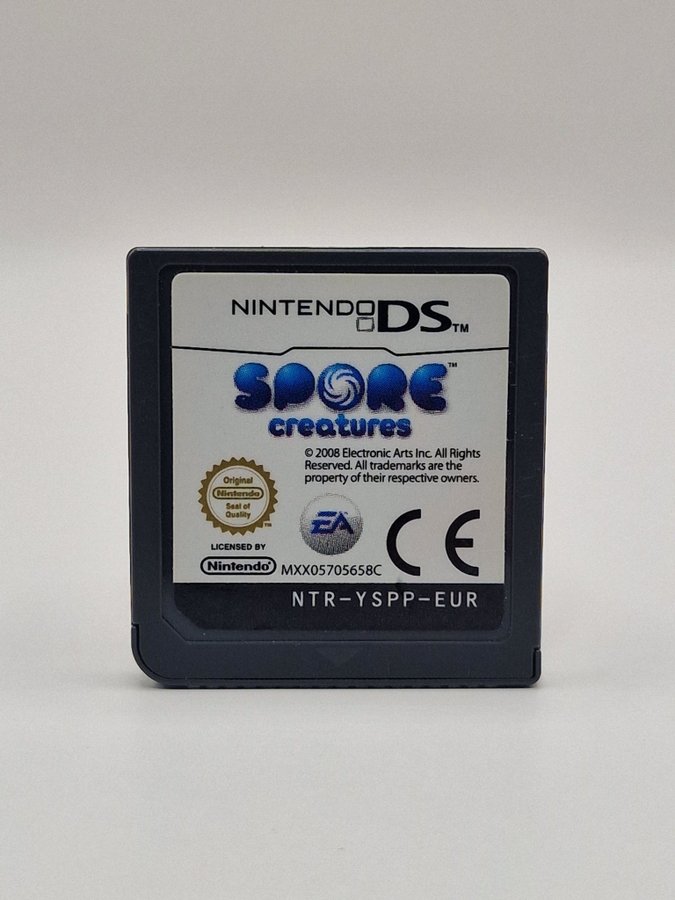 NINTENDO DS™
SPORE™
creatures
© 2008 Electronic Arts Inc. All Rights
Reserved. All trademarks are the
property of their respective owners.
Original
Nintendo
Seal of
Quality
TM
EA
CE
LICENSED BY
Nintendo
MXX05705658C
NTR-YSPP-EUR